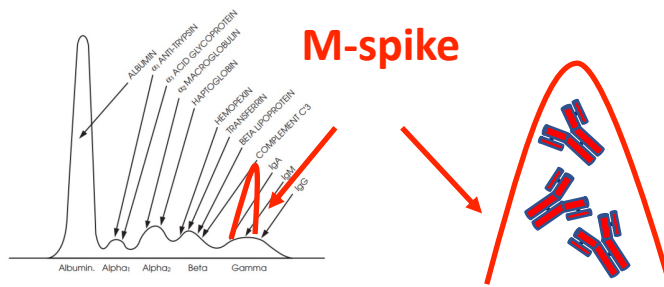 M-spike
ALBUMIN
α₁ ANTI-TRYPSIN
α₁ ACID GLYCOPROTEIN
α₂ MACROGLOBULIN
HAPTOGLOBIN
HEMOPEXIN
TRANSFERRIN
BETA LIPOPROTEIN
COMPLEMENT C'3
IgA
IgM
IgG
Albumin. Alpha₁ Alpha₂ Beta Gamma